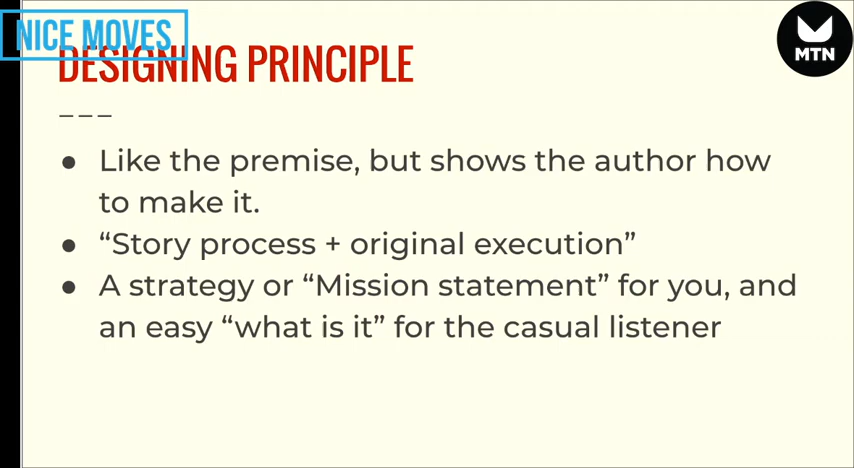 NICE MOVES
MTN
DESIGNING PRINCIPLE
● Like the premise, but shows the author how
to make it.
● “Story process + original execution”
● A strategy or “Mission statement” for you, and
an easy “what is it” for the casual listener